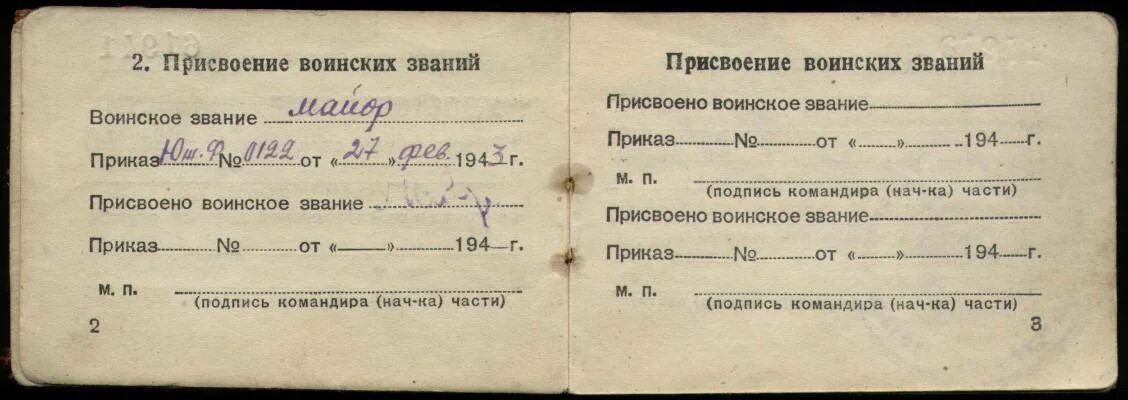 2. Присвоение воинских званий
Воинское звание майор
Приказ Юж.Ф № 0122 от « 27 » фев. 1943 г.
Присвоено воинское звание
Приказ № от « » 194 г.
М. П.
(подпись командира (нач-ка) части)
2
Присвоение воинских званий
Присвоено воинское звание
Приказ № от « » 194 г.
М. П.
(подпись командира (нач-ка) части)
Присвоено воинское звание
Приказ № от « » 194 г.
М. П.
(подпись командира (нач-ка) части)
3